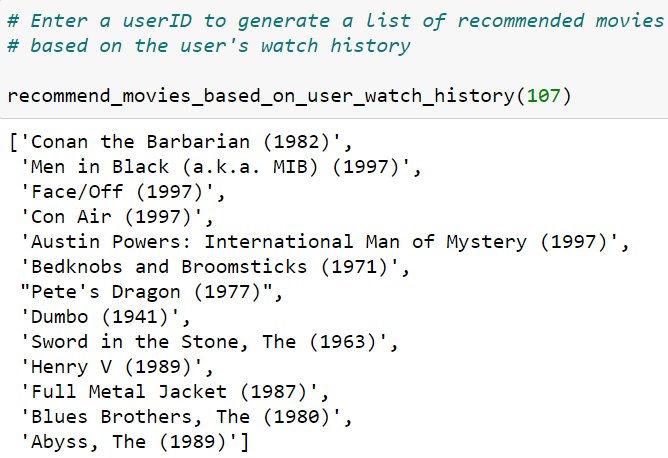 # Enter a userID to generate a list of recommended movies
# based on the user's watch history
recommend_movies_based_on_user_watch_history(107)
['Conan the Barbarian (1982)',
'Men in Black (a.k.a. MIB) (1997)',
'Face/Off (1997)',
'Con Air (1997)',
'Austin Powers: International Man of Mystery (1997)',
'Bedknobs and Broomsticks (1971)',
"Pete's Dragon (1977)",
'Dumbo (1941)',
'Sword in the Stone, The (1963)',
'Henry V (1989)',
'Full Metal Jacket (1987)',
'Blues Brothers, The (1980)',
'Abyss, The (1989)']